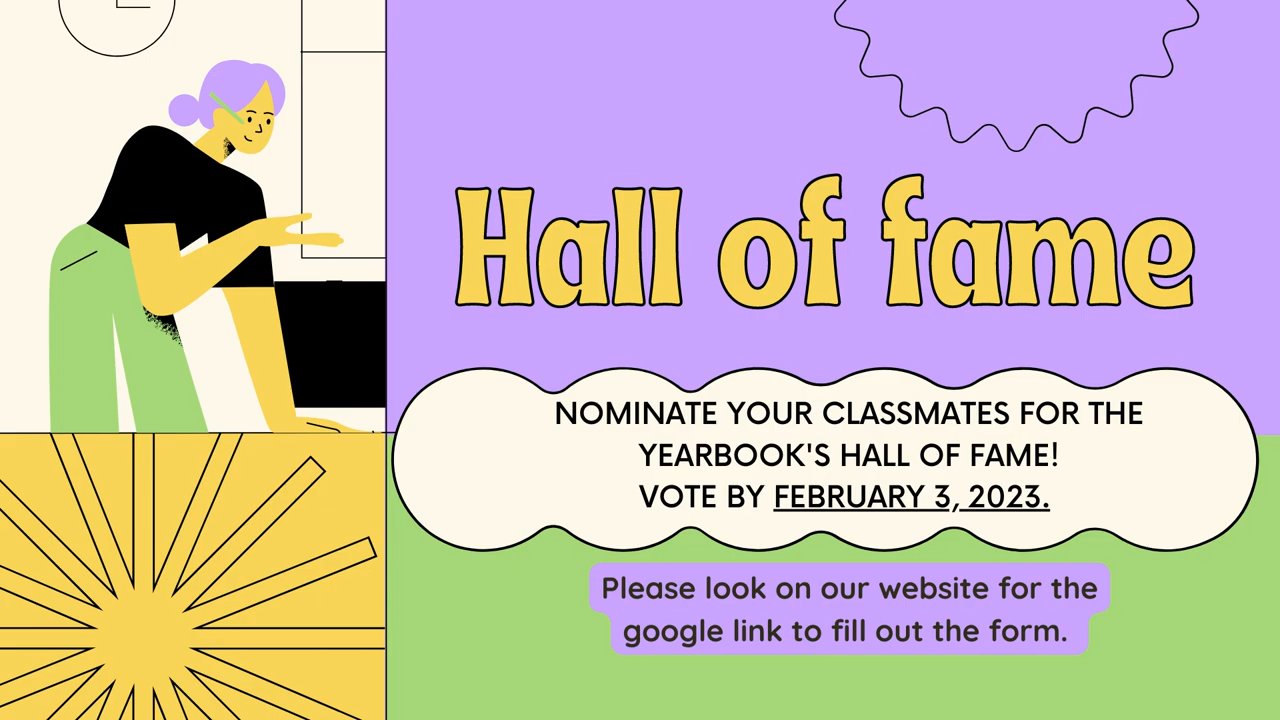 Hall of fame
NOMINATE YOUR CLASSMATES FOR THE
YEARBOOK'S HALL OF FAME!
VOTE BY FEBRUARY 3, 2023.
Please look on our website for the
google link to fill out the form.